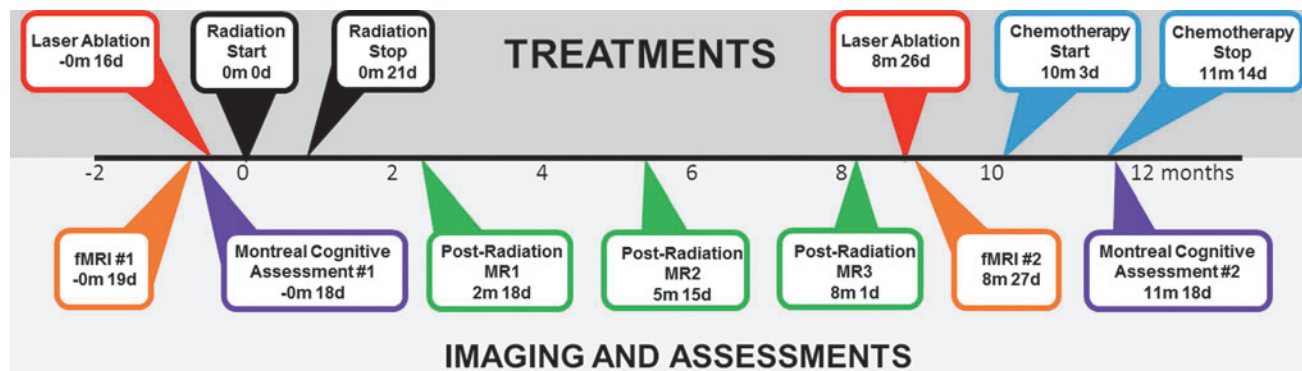 Laser Ablation
-0m 16d
Radiation
Start
0m 0d
Radiation
Stop
0m 21d
TREATMENTS
Laser Ablation
8m 26d
Chemotherapy
Start
10m 3d
Chemotherapy
Stop
11m 14d
-2 0 2 4 6 8 10 12 months
fMRI #1
-0m 19d
Montreal Cognitive
Assessment #1
-0m 18d
Post-Radiation
MR1
2m 18d
Post-Radiation
MR2
5m 15d
Post-Radiation
MR3
8m 1d
fMRI #2
8m 27d
Montreal Cognitive
Assessment #2
11m 18d
IMAGING AND ASSESSMENTS